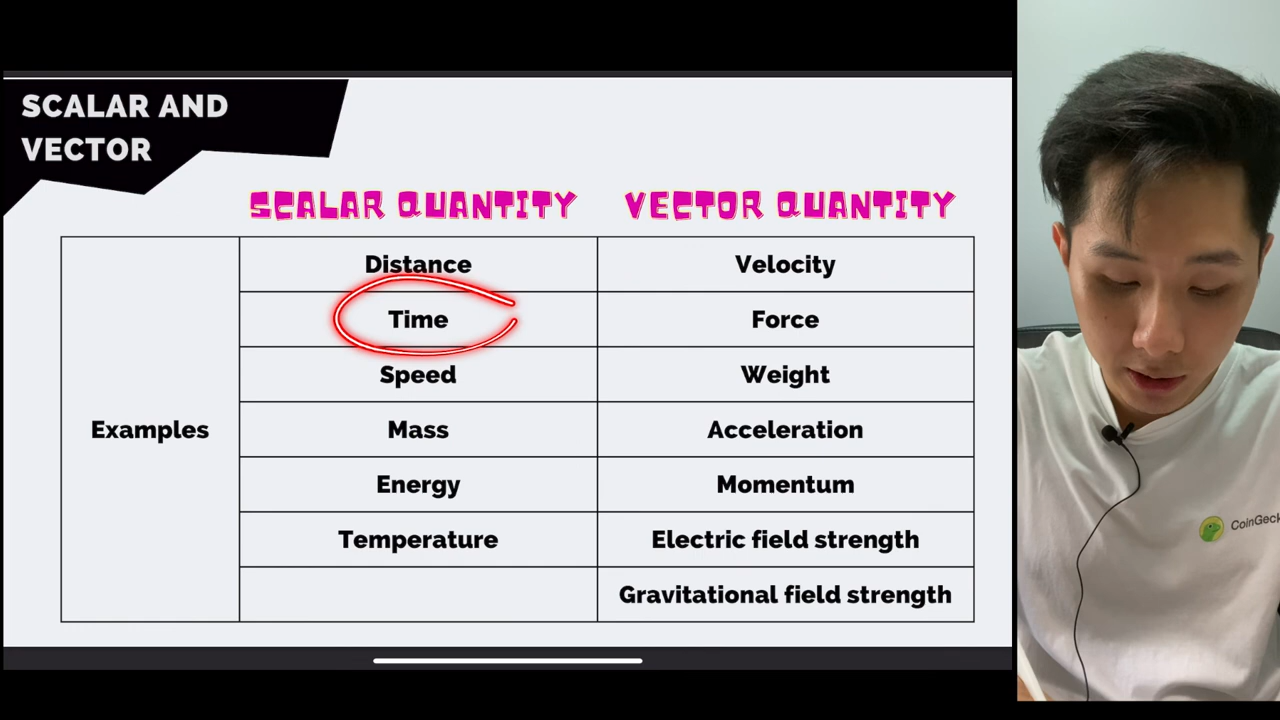 SCALAR AND
VECTOR
SCALAR QUANTITY VECTOR QUANTITY
Distance Velocity
Time Force
Speed Weight
Examples Mass Acceleration
Energy Momentum
Temperature Electric field strength
Gravitational field strength